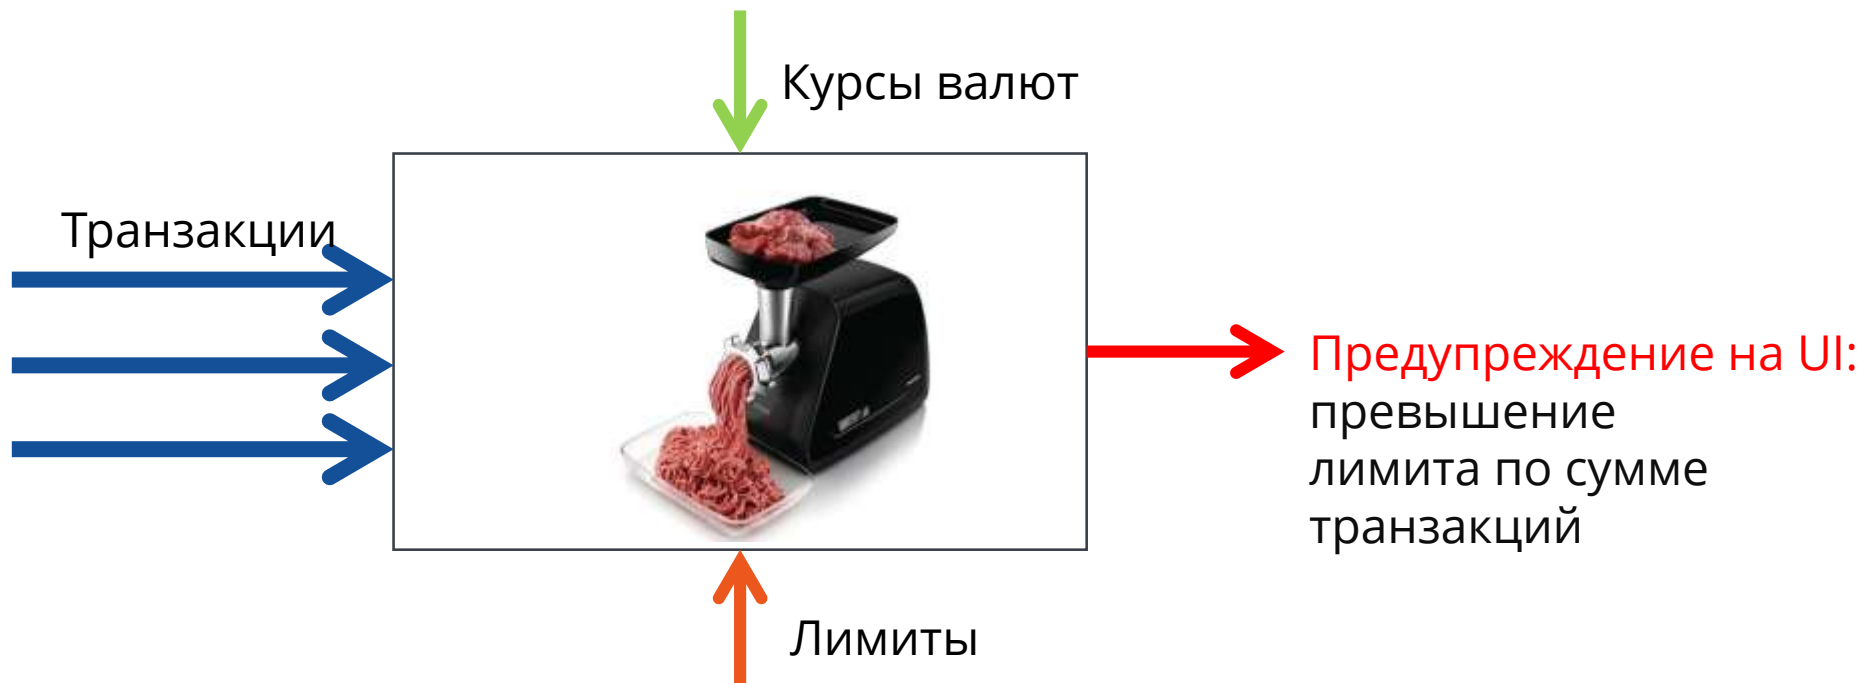 Курсы валют
Транзакции
Предупреждение на UI:
превышение
лимита по сумме
транзакций
Лимиты